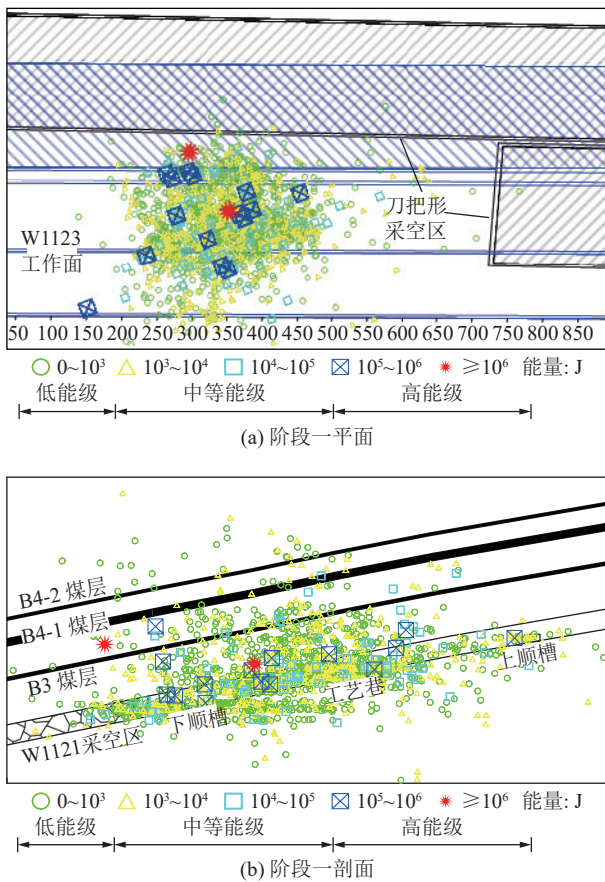 刀把形
采空区
W1123
工作面
50 100 150 200 250 300 350 400 450 500 550 600 650 700 750 800 850
0~10³ 10³~10⁴ 10⁴~10⁵ 10⁵~10⁶ ≥10⁶ 能量: J
低能级 中等能级 高能级
(a) 阶段一平面
B4-2 煤层
B4-1 煤层
B3 煤层
W1121采空区
下顺槽
工艺巷
上顺槽
0~10³ 10³~10⁴ 10⁴~10⁵ 10⁵~10⁶ ≥10⁶ 能量: J
低能级 中等能级 高能级
(b) 阶段一剖面